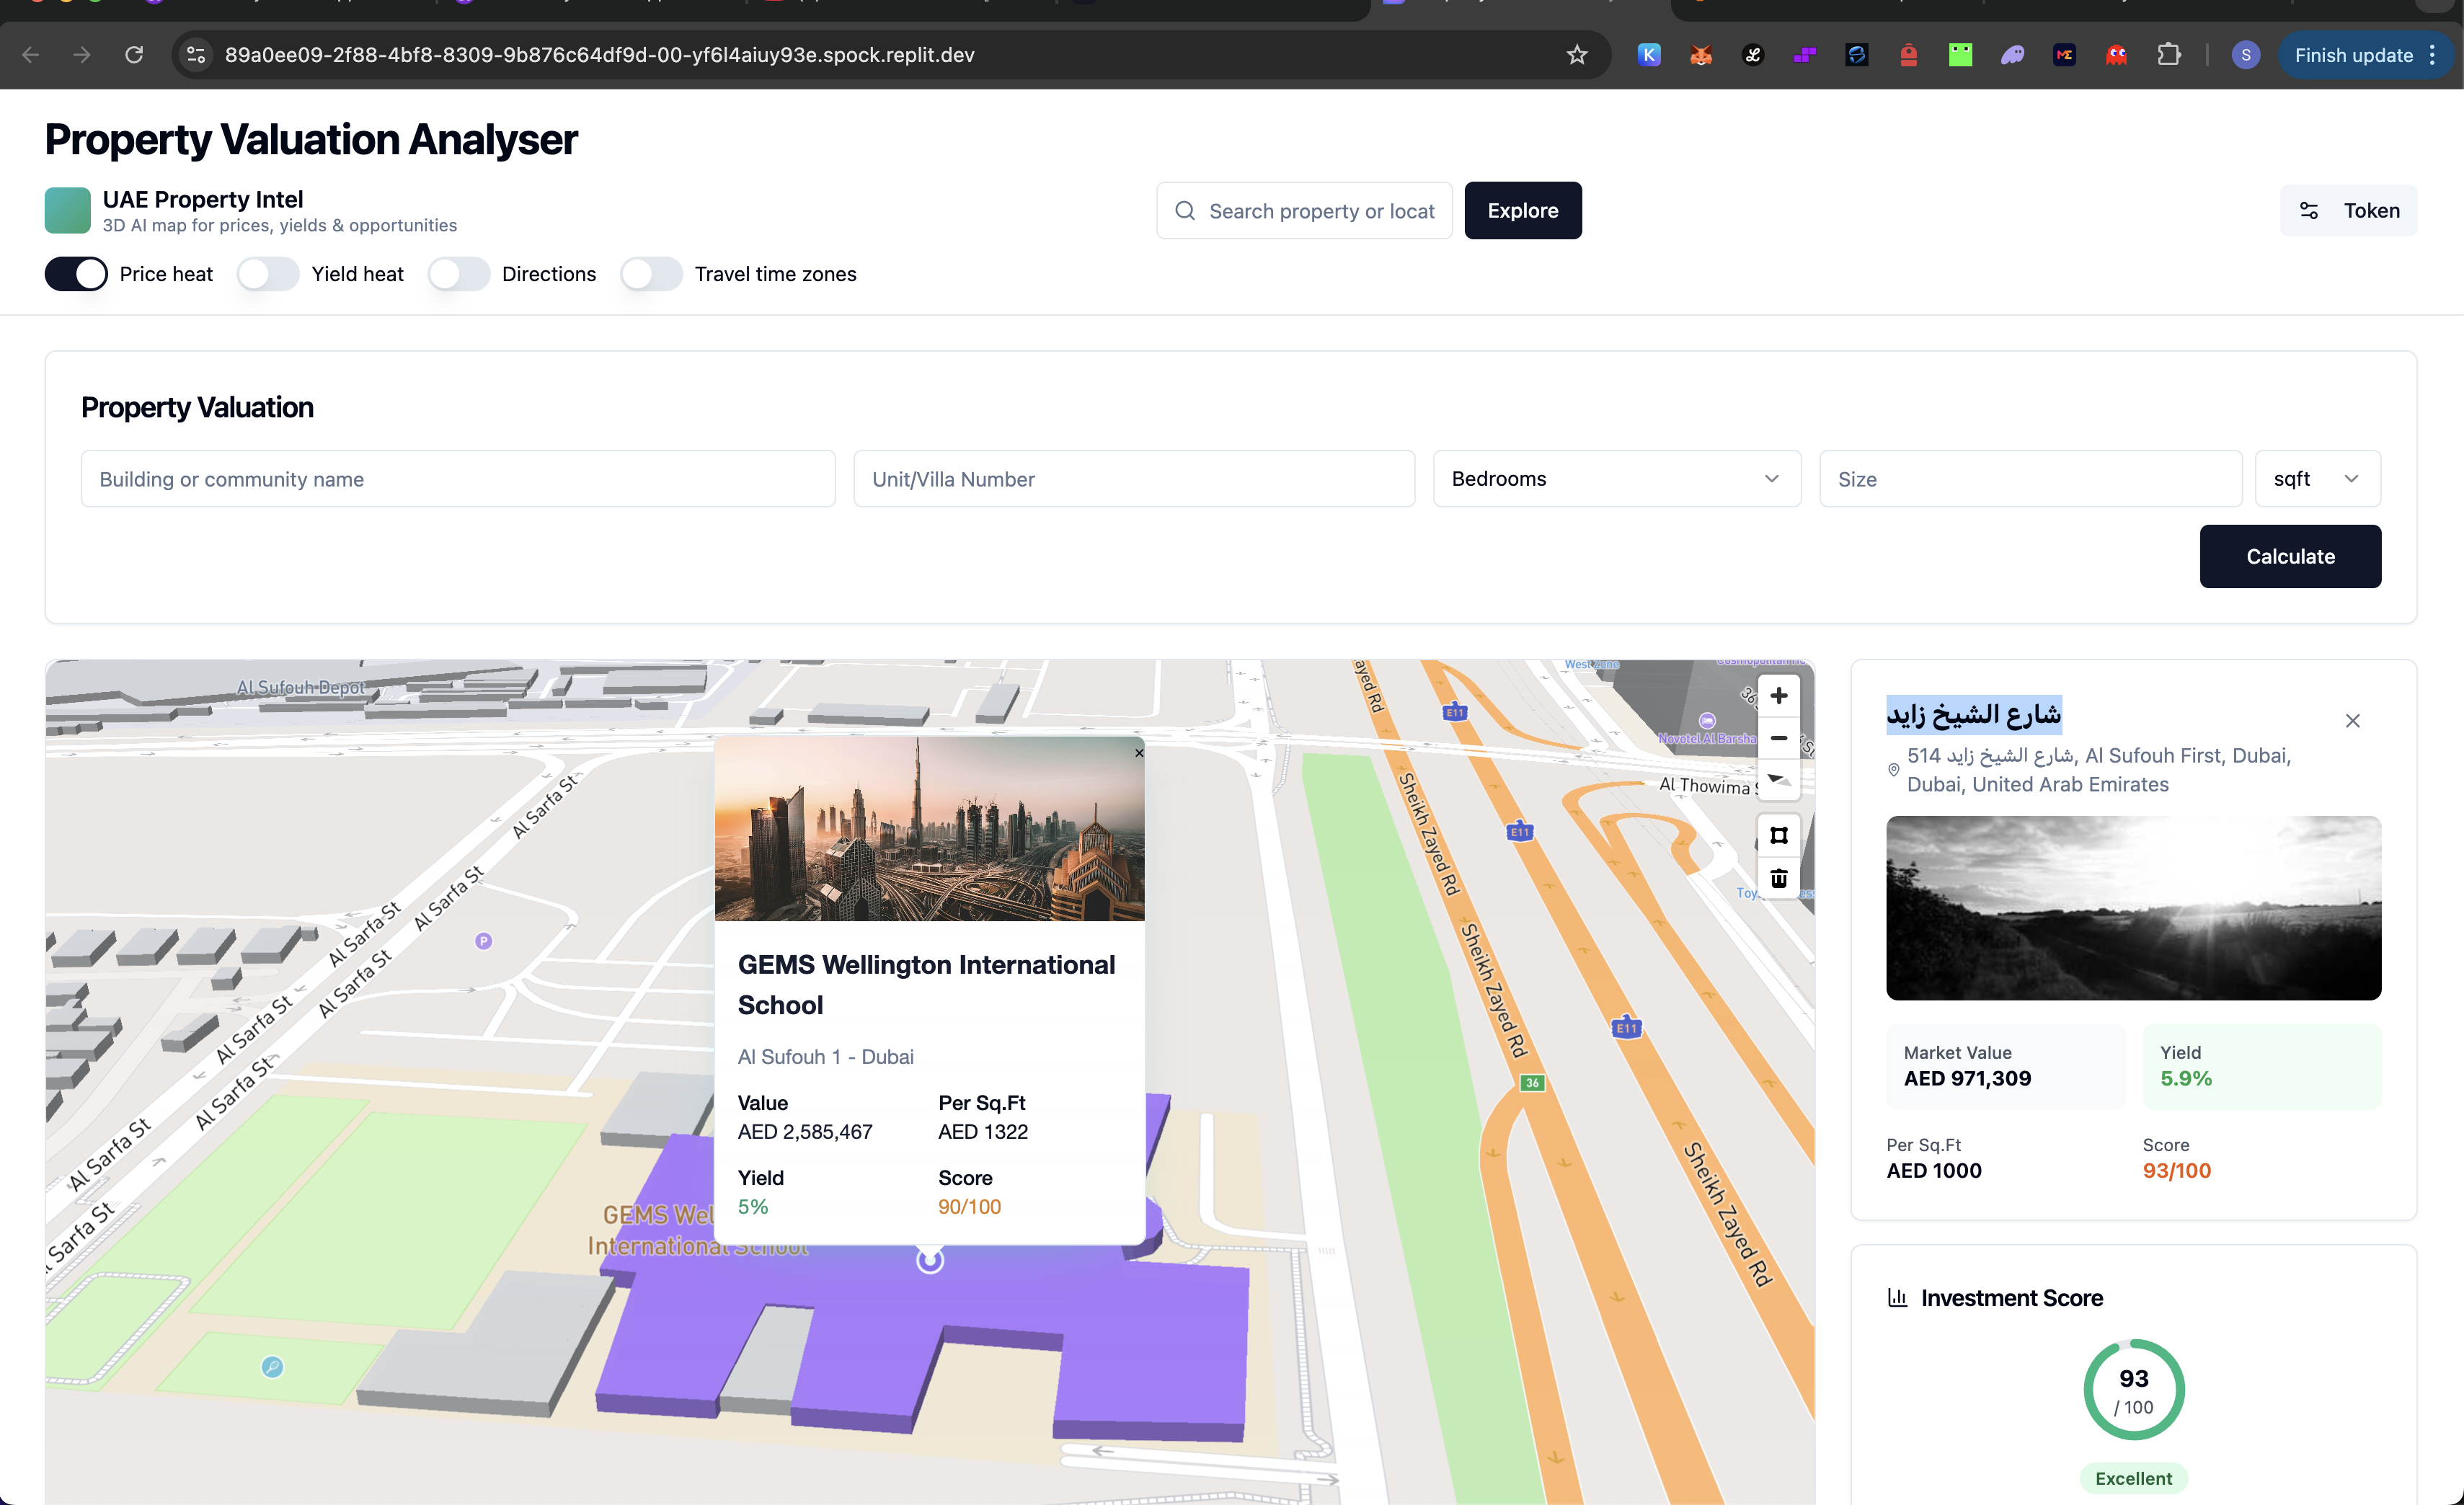 89a0ee09-2f88-4bf8-8309-9b876c64df9d-00-yf6l4aiuy93e.spock.replit.dev
S
Finish update
Property Valuation Analyser
UAE Property Intel
3D AI map for prices, yields & opportunities
Search property or locat
Explore
Token
Price heat
Yield heat
Directions
Travel time zones
Property Valuation
Building or community name
Unit/Villa Number
Bedrooms
Size
sqft
Calculate
Al Sufouh Depot
West Zone
Cosmopolitan
Novotel Al Barsha
Al Thowima S
Toy
E11
E11
E11
36
Sheikh Zayed Rd
Sheikh Zayed Rd
Sheikh Zayed Rd
ayed Rd
Al Sarfa St
Al Sarfa St
Al Sarfa St
Al Sarfa St
Al Sarfa St
Al Sarfa St
Al Sarfa St
Sarfa St
P
GEMS Wel
International School
GEMS Wellington International
School
Al Sufouh 1 - Dubai
Value
AED 2,585,467
Per Sq.Ft
AED 1322
Yield
5%
Score
90/100
شارع الشيخ زايد
514 شارع الشيخ زايد, Al Sufouh First, Dubai,
Dubai, United Arab Emirates
Market Value
AED 971,309
Yield
5.9%
Per Sq.Ft
AED 1000
Score
93/100
Investment Score
93
/ 100
Excellent